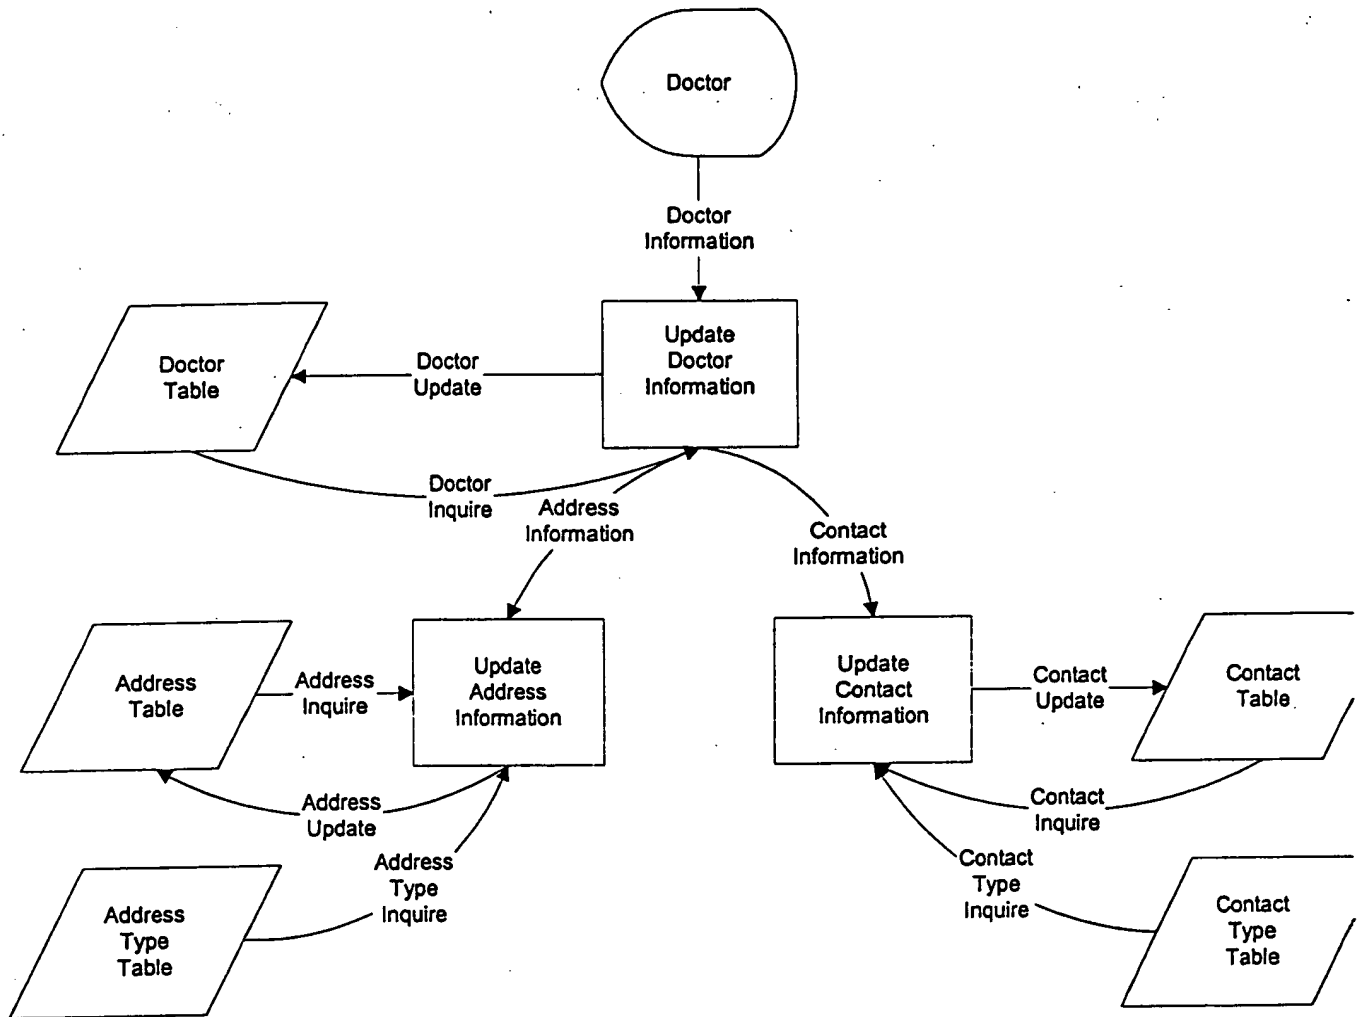 Doctor
Doctor
Information
Update
Doctor
Information
Doctor
Table
Doctor
Update
Doctor
Inquire
Address
Information
Contact
Information
Address
Table
Address
Inquire
Update
Address
Information
Update
Contact
Information
Contact
Update
Contact
Table
Address
Update
Contact
Inquire
Address
Type
Inquire
Contact
Type
Inquire
Address
Type
Table
Contact
Type
Table